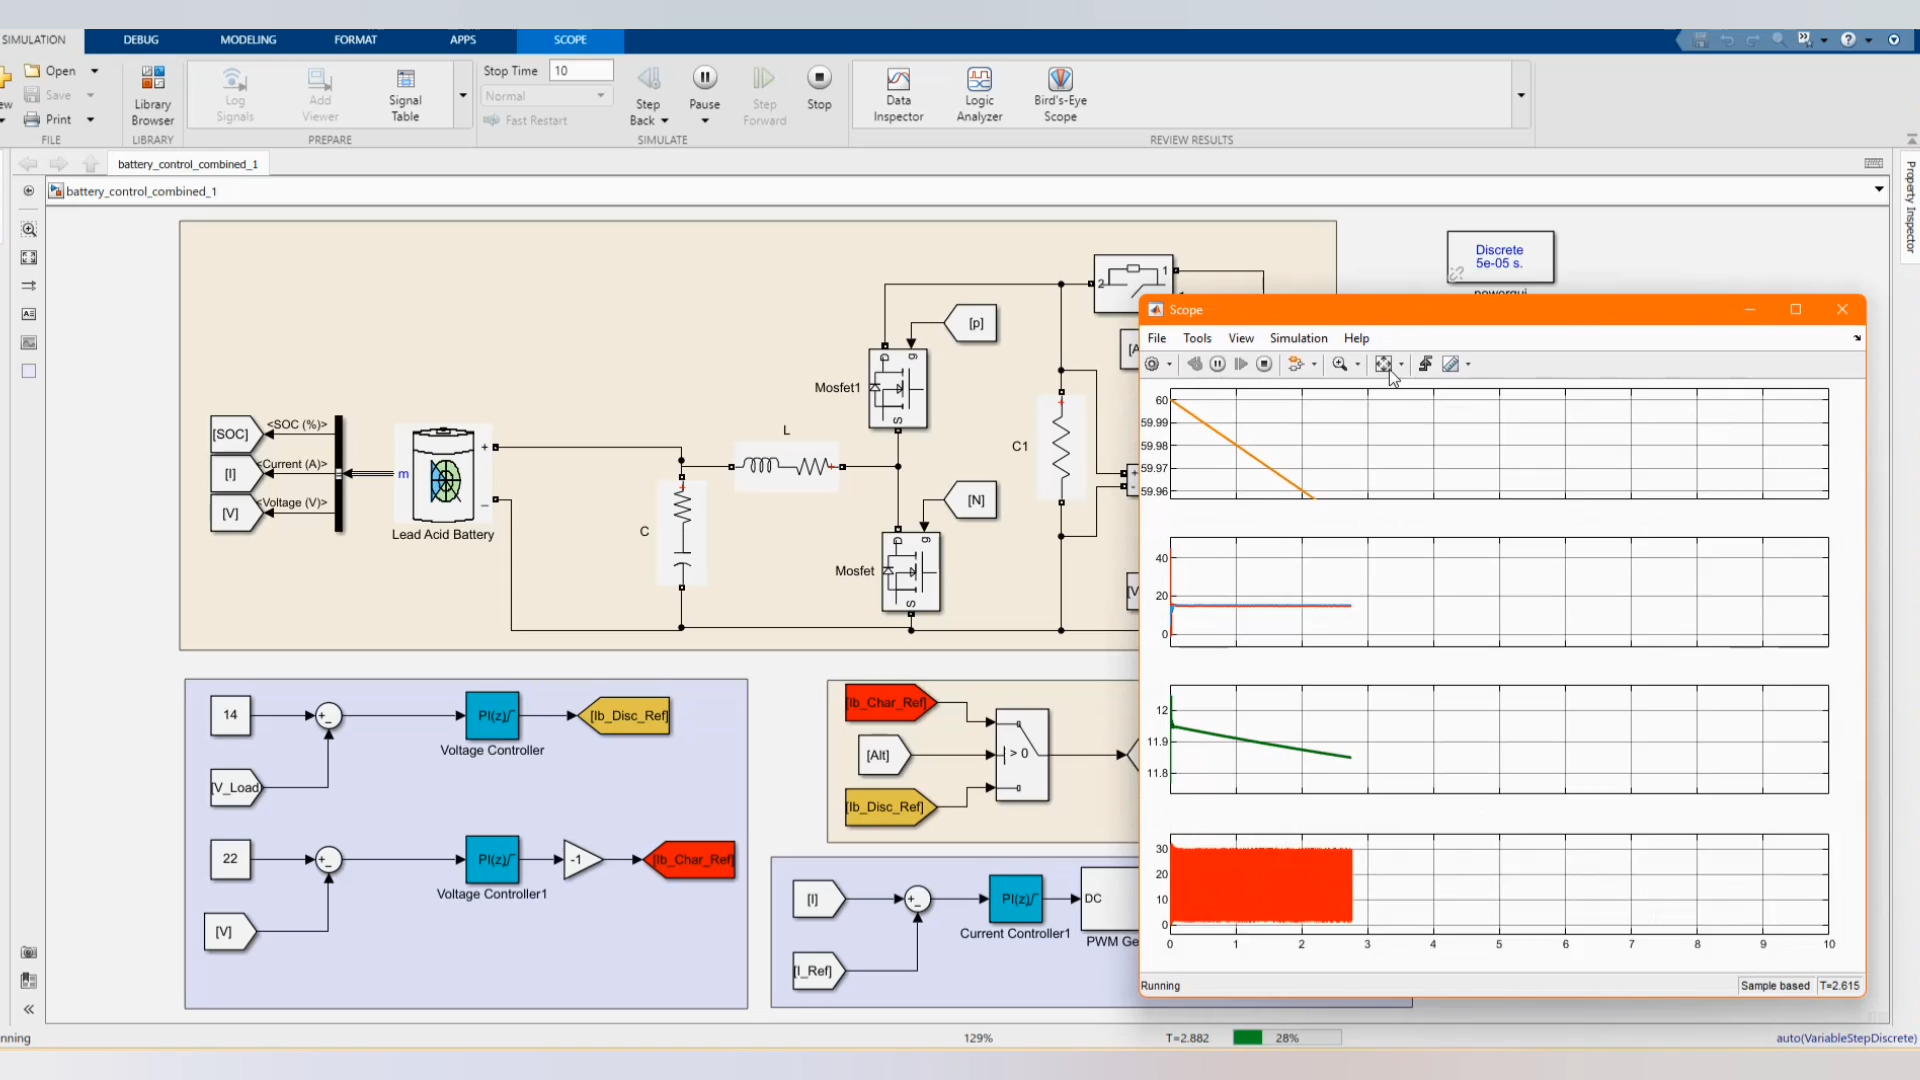 SIMULATION DEBUG MODELING FORMAT APPS SCOPE
Open Save Print FILE
Library Browser LIBRARY
Log Signals Add Viewer Signal Table PREPARE
Stop Time 10
Normal
Fast Restart
Step Back Pause Step Forward Stop SIMULATE
Data Inspector Logic Analyzer Bird's-Eye Scope REVIEW RESULTS
battery_control_combined_1
battery_control_combined_1
Property Inspector
Discrete
5e-05 s.
[SOC] <SOC (%)>
[I] <Current (A)>
[V] <Voltage (V)>
m
+
_
Lead Acid Battery
C
L
Mosfet1
D g S
[p]
[N]
Mosfet
D g S
C1
2 1
Scope
File Tools View Simulation Help
60
59.99
59.98
59.97
59.96
40
20
0
12
11.9
11.8
30
20
10
0
0 1 2 3 4 5 6 7 8 9 10
Running Sample based T=2.615
14 PI(z) [Ib_Disc_Ref]
Voltage Controller
[V_Load]
22 PI(z) -1 [Ib_Char_Ref]
Voltage Controller1
[V]
[Ib_Char_Ref]
[Alt] > 0
[Ib_Disc_Ref]
[I] PI(z) DC
Current Controller1 PWM Ge
[I_Ref]
nning 129% T=2.882 28% auto(VariableStepDiscrete)